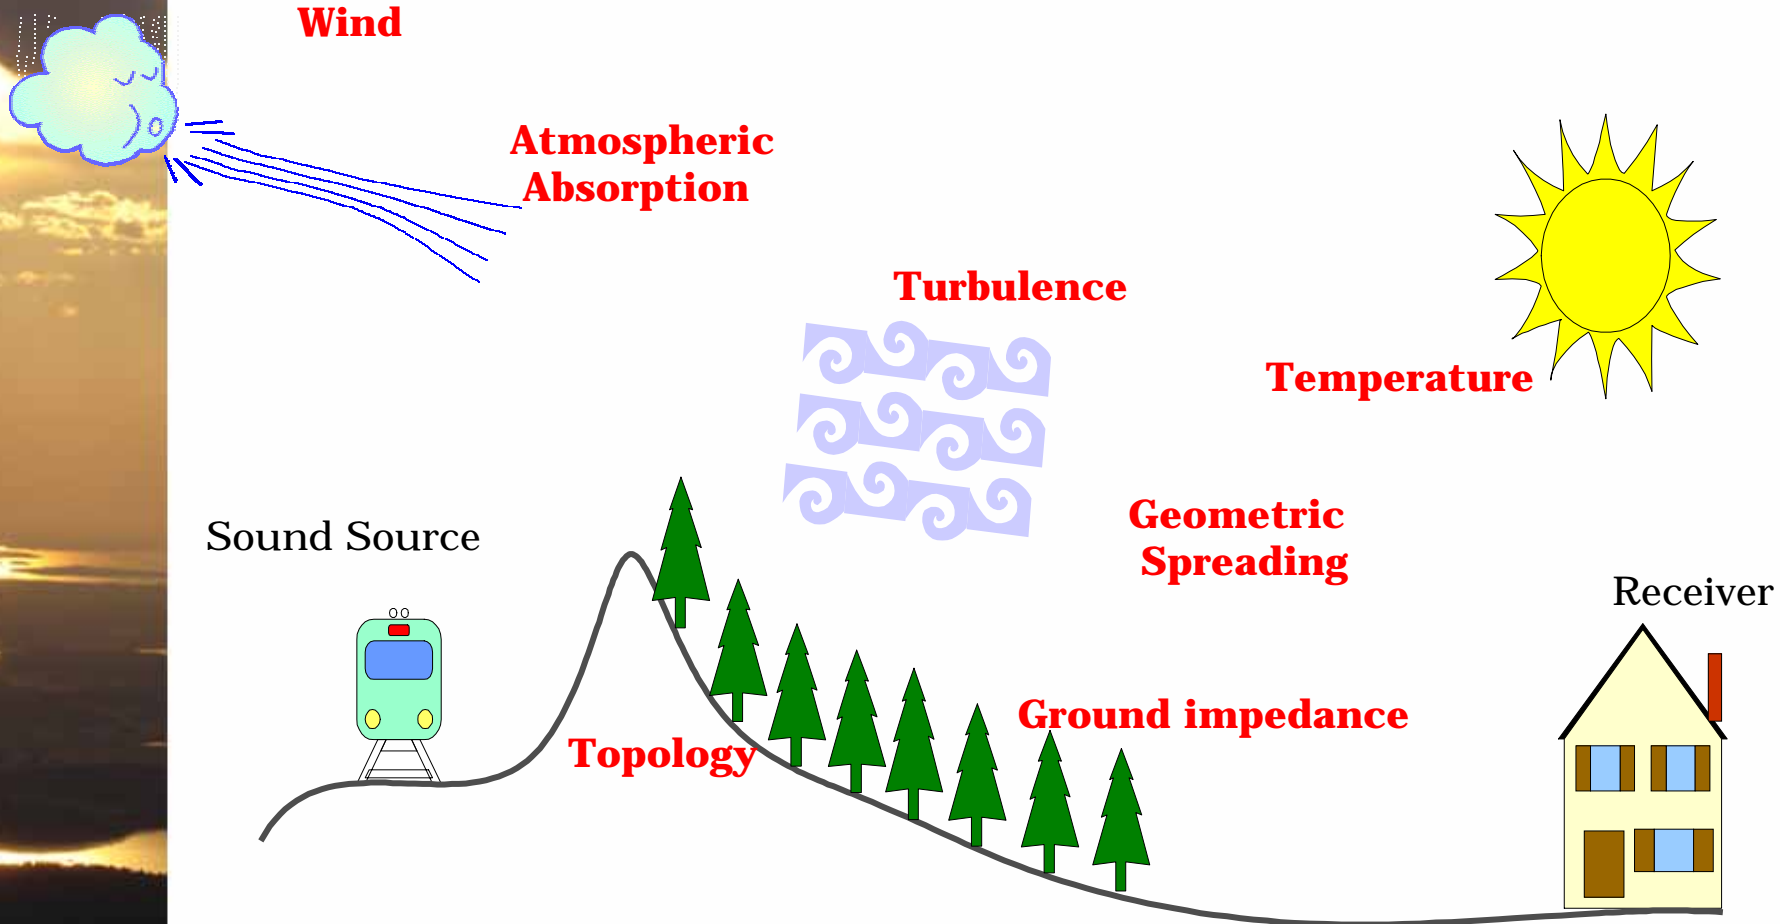 Wind
Atmospheric
Absorption
Turbulence
Temperature
Geometric
Spreading
Sound Source
Receiver
Ground impedance
Topology